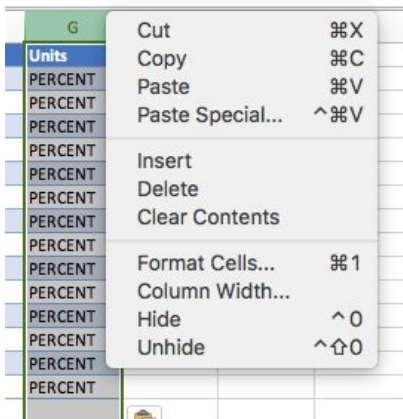 G
Units
PERCENT
PERCENT
PERCENT
PERCENT
PERCENT
PERCENT
PERCENT
PERCENT
PERCENT
PERCENT
PERCENT
PERCENT
PERCENT
PERCENT
Cut ⌘X
Copy ⌘C
Paste ⌘V
Paste Special... ^⌘V
Insert
Delete
Clear Contents
Format Cells... ⌘1
Column Width...
Hide ^0
Unhide ^⇧0